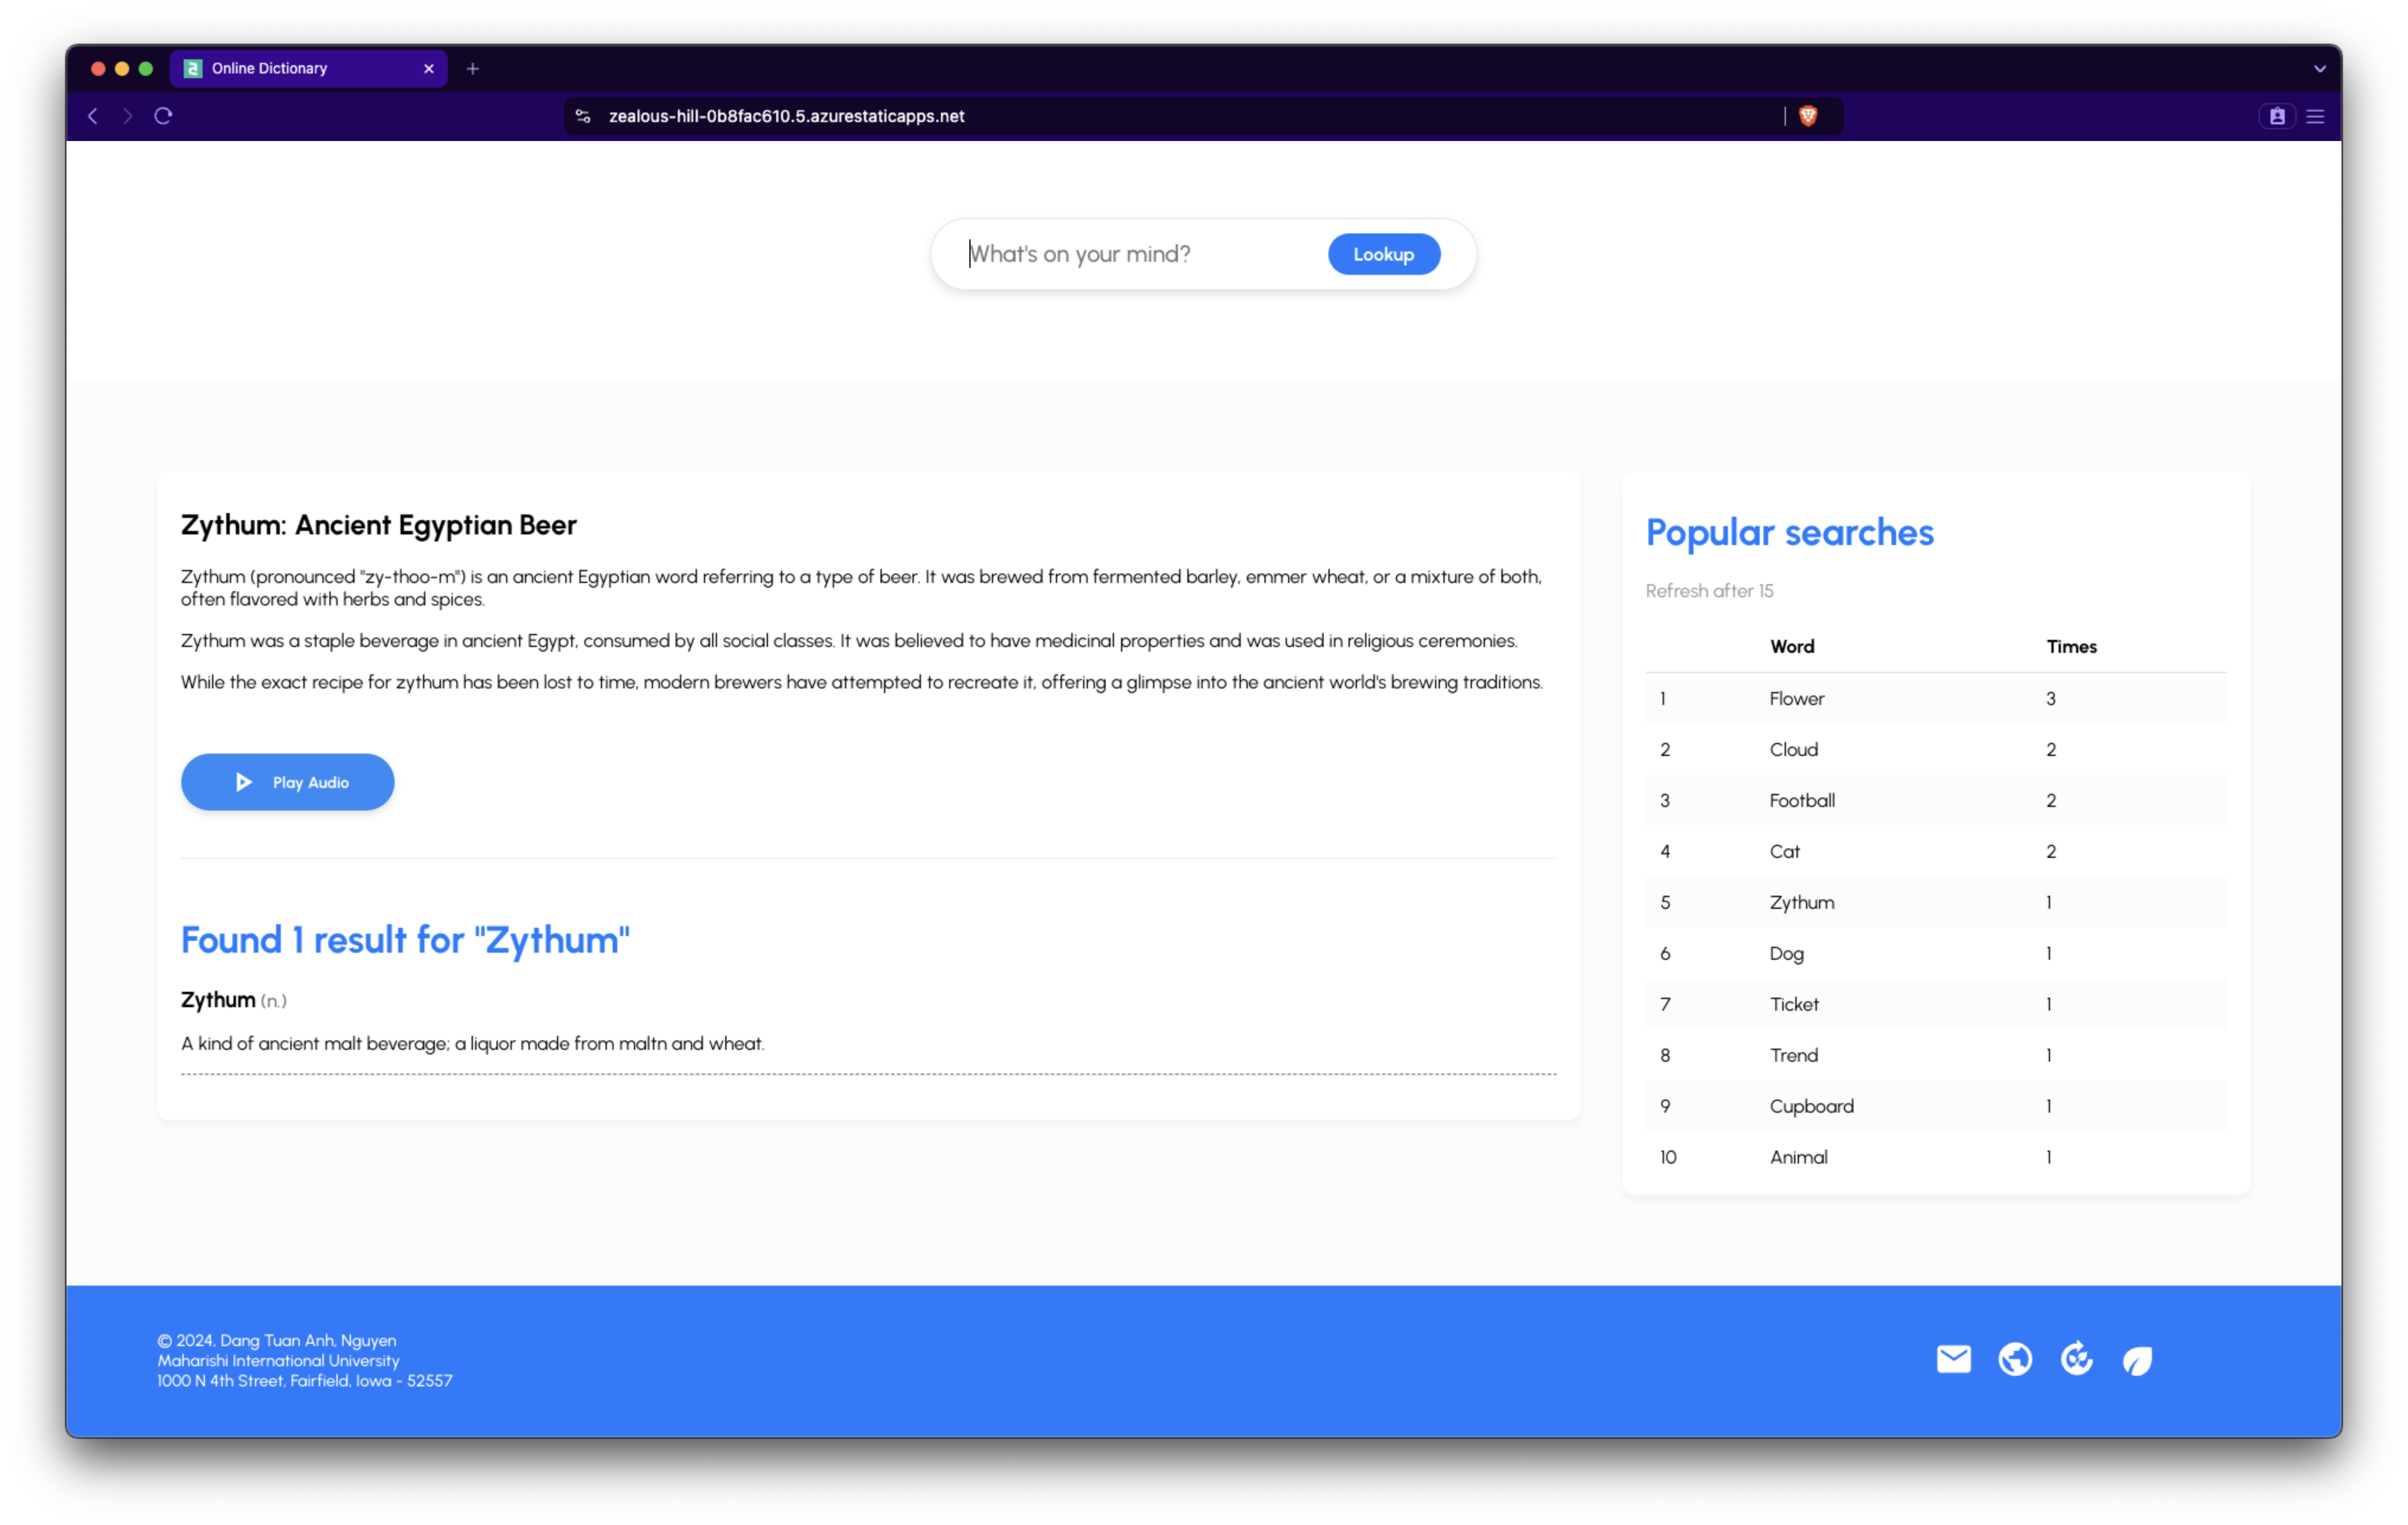 Online Dictionary
zealous-hill-0b8fac610.5.azurestaticapps.net
What's on your mind?
Lookup
Zythum: Ancient Egyptian Beer
Zythum (pronounced "zy-thoo-m") is an ancient Egyptian word referring to a type of beer. It was brewed from fermented barley, emmer wheat, or a mixture of both,
often flavored with herbs and spices.
Zythum was a staple beverage in ancient Egypt, consumed by all social classes. It was believed to have medicinal properties and was used in religious ceremonies.
While the exact recipe for zythum has been lost to time, modern brewers have attempted to recreate it, offering a glimpse into the ancient world's brewing traditions.
Play Audio
Found 1 result for "Zythum"
Zythum (n.)
A kind of ancient malt beverage; a liquor made from maltn and wheat.
Popular searches
Refresh after 15
Word Times
1 Flower 3
2 Cloud 2
3 Football 2
4 Cat 2
5 Zythum 1
6 Dog 1
7 Ticket 1
8 Trend 1
9 Cupboard 1
10 Animal 1
© 2024, Dang Tuan Anh, Nguyen
Maharishi International University
1000 N 4th Street, Fairfield, Iowa - 52557